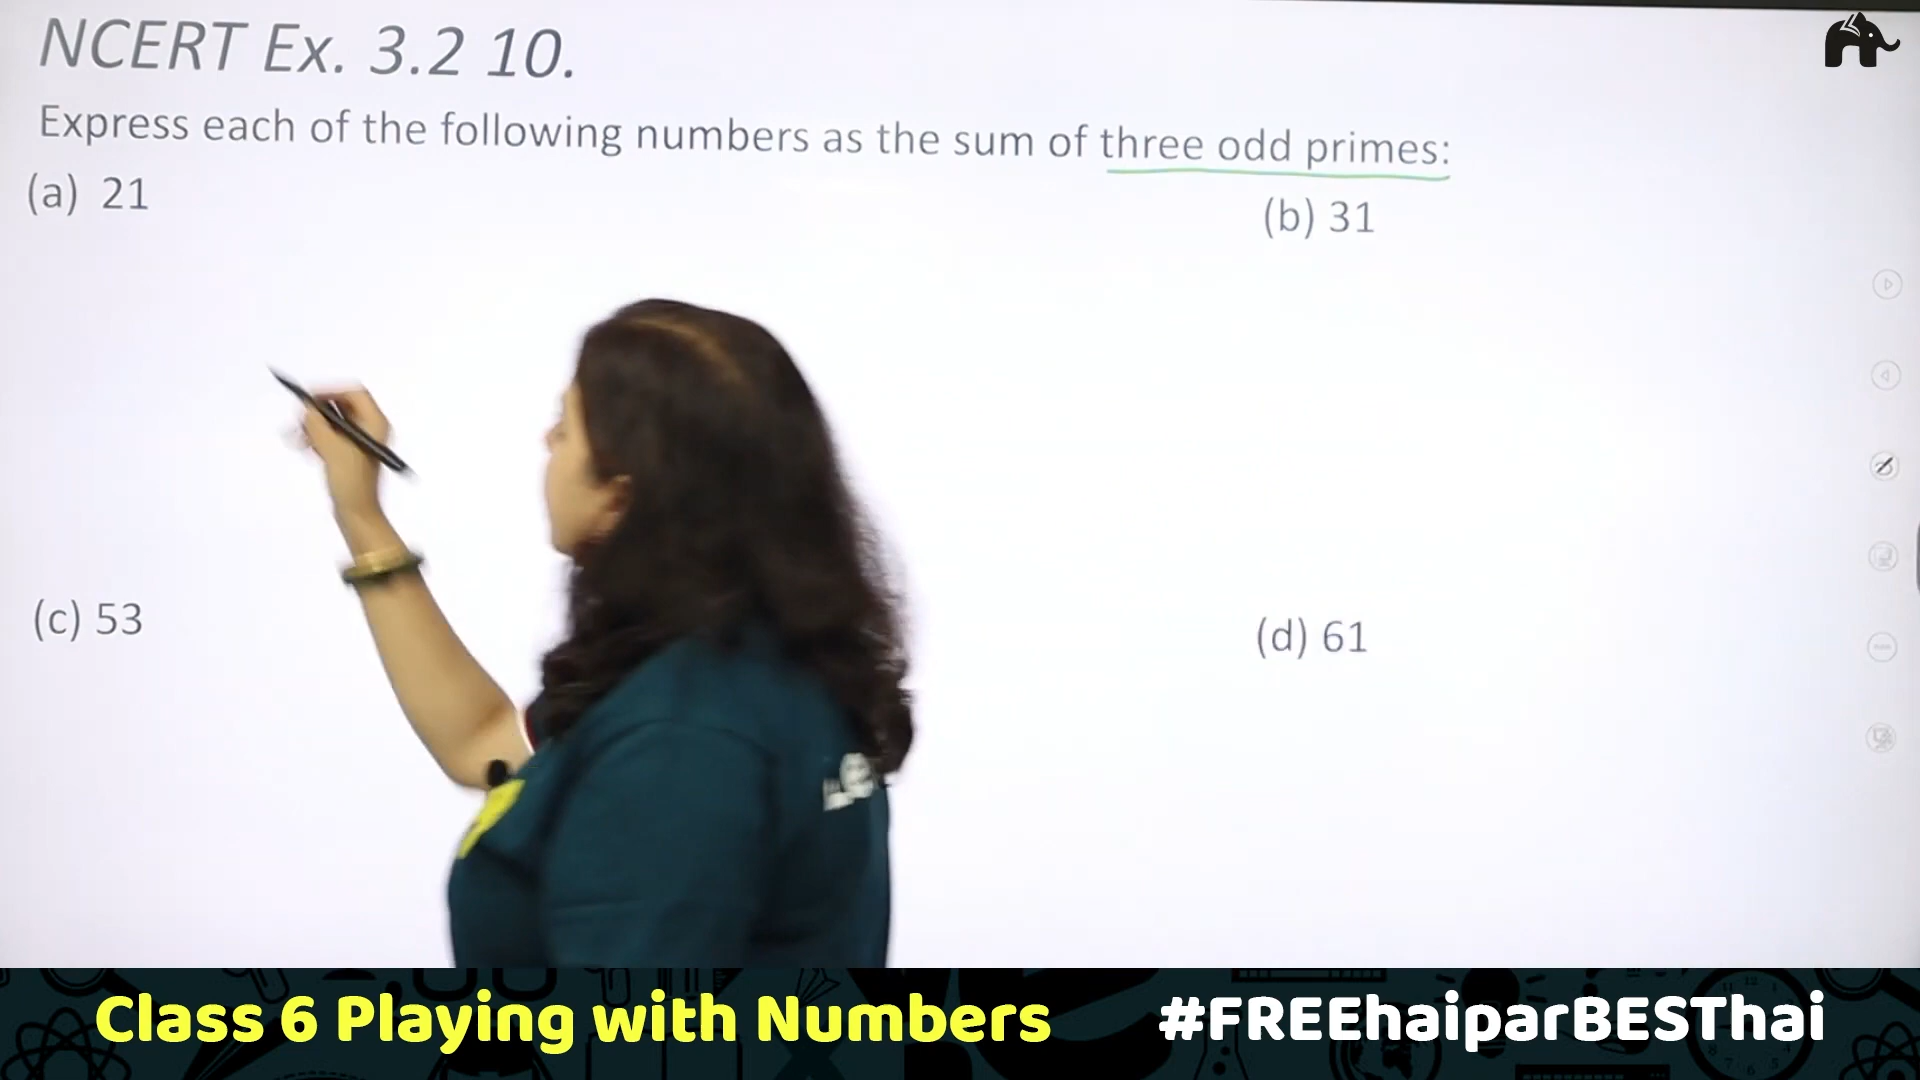 NCERT Ex. 3.2 10.
Express each of the following numbers as the sum of three odd primes:
(a) 21
(b) 31
(c) 53
(d) 61
Class 6 Playing with Numbers #FREEhaiparBESThai